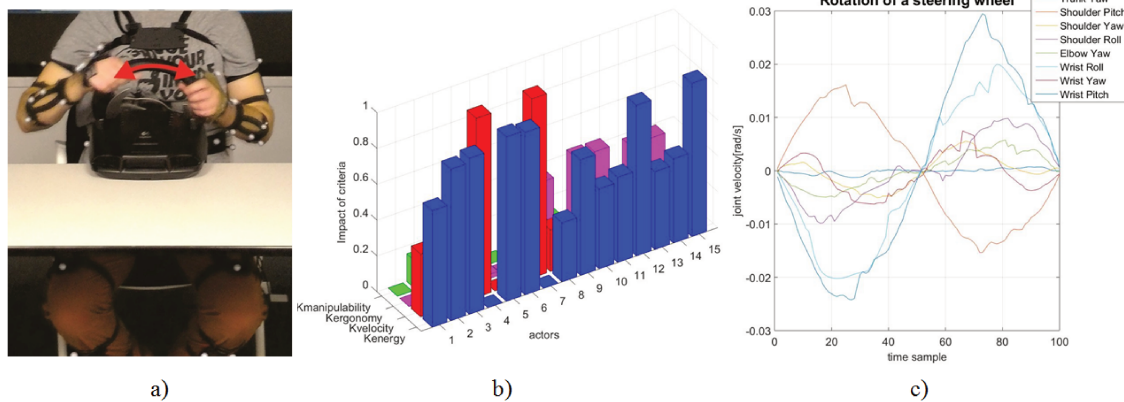 Rotation of a steering wheel
Trunk Yaw
Shoulder Pitch
Shoulder Yaw
Shoulder Roll
Elbow Yaw
Wrist Roll
Wrist Yaw
Wrist Pitch
1
0.8
0.6
0.4
0.2
0
Impact of criteria
Kmanipulability
Kergonomy
Kvelocity
Kenergy
1 2 3 4 5 6 7 8 9 10 11 12 13 14 15
actors
0.03
0.02
0.01
0
-0.01
-0.02
-0.03
joint velocity[rad/s]
0 20 40 60 80 100
time sample
a) b) c)